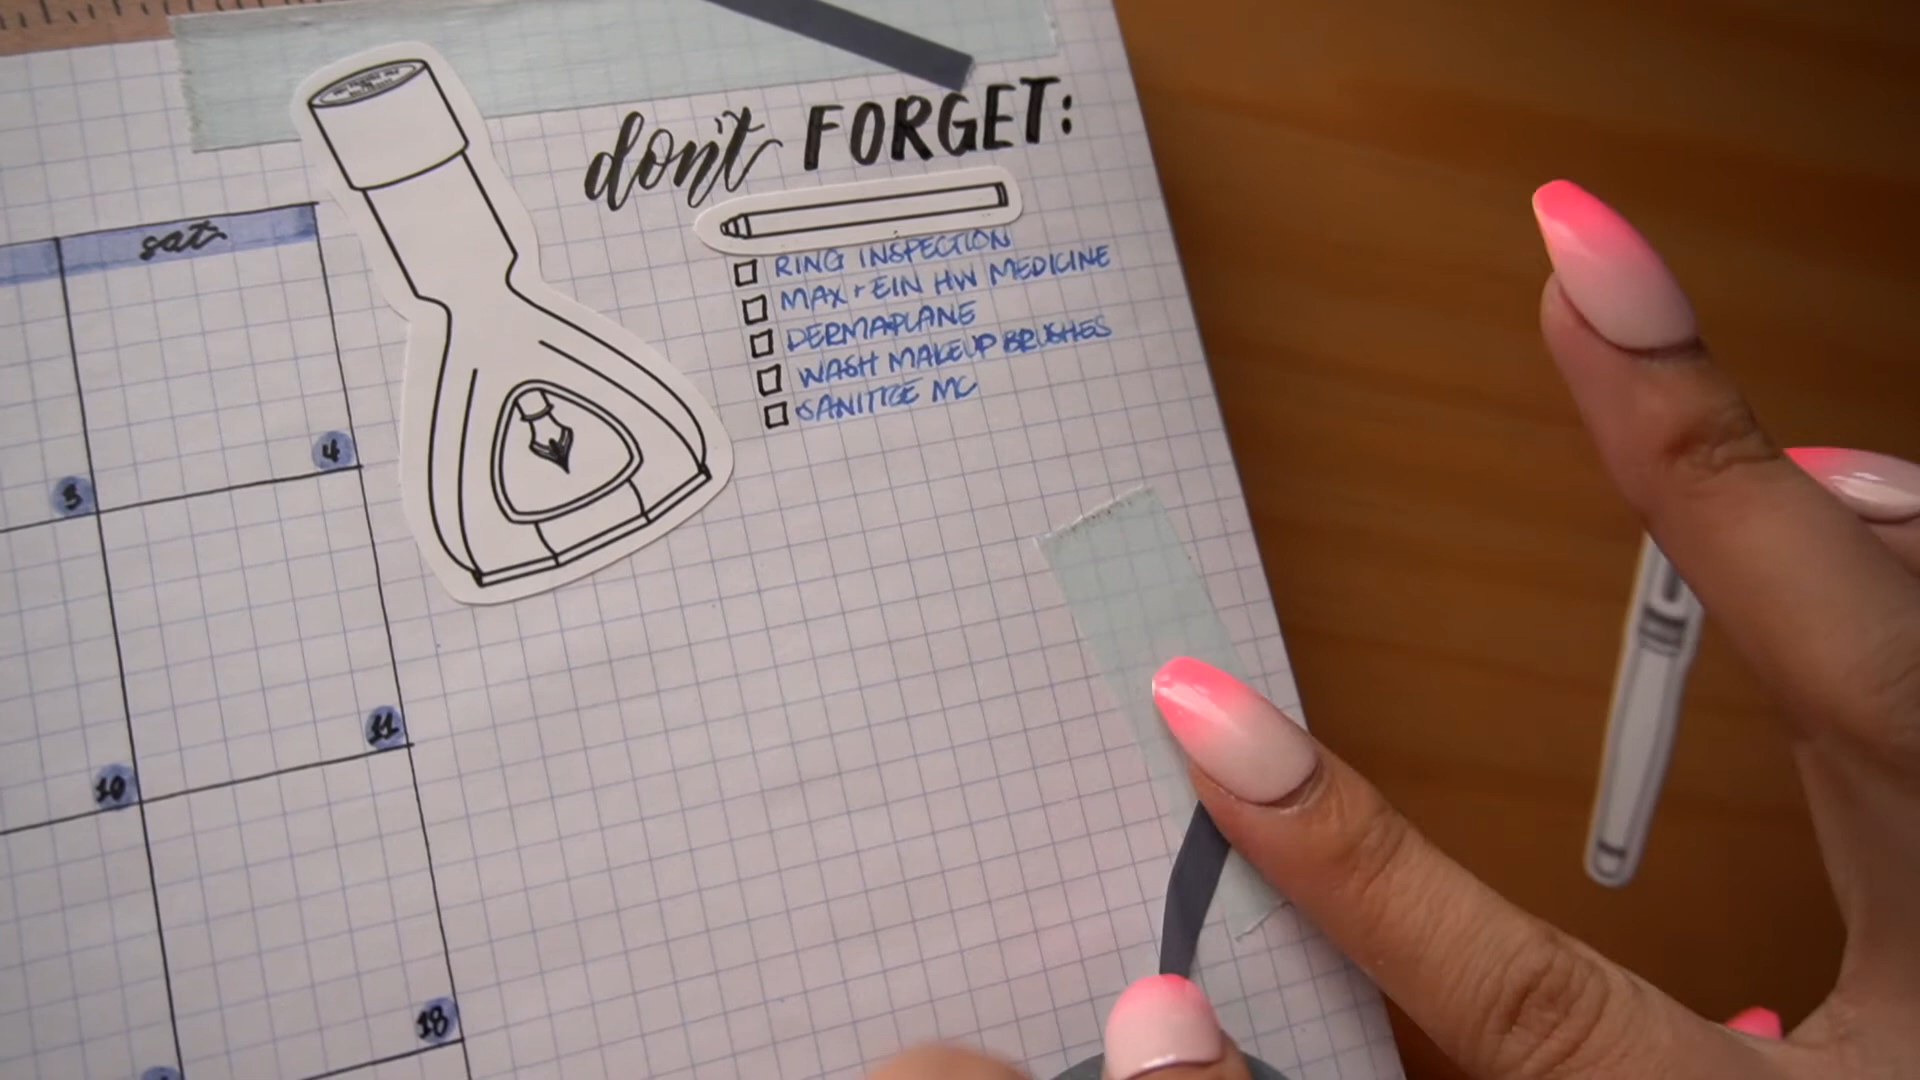 don't FORGET:
RING INSPECTION
MAX + EIN HW MEDICINE
DERMAPLANE
WASH MAKEUP BRUSHES
SANITIZE MC
sat
3
4
10
11
18